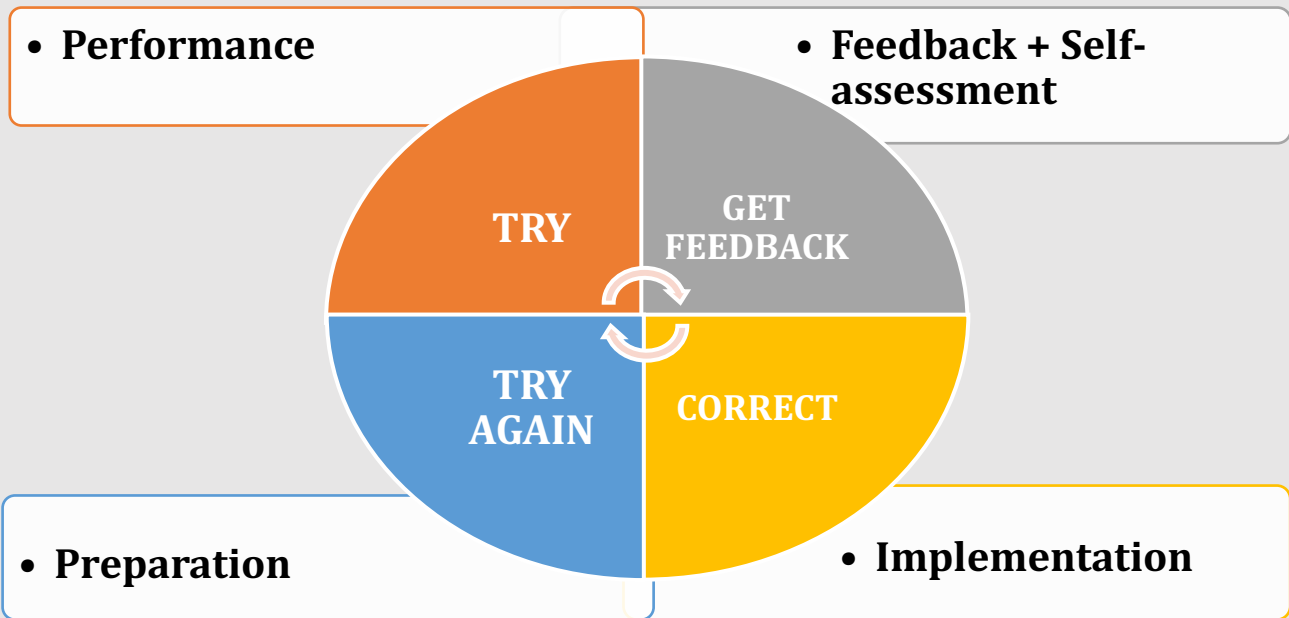 • Performance
• Feedback + Self-
assessment
TRY
GET
FEEDBACK
TRY
AGAIN
CORRECT
• Preparation
• Implementation